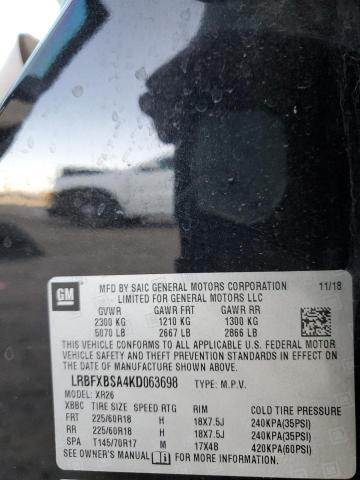 GM
MFD BY SAIC GENERAL MOTORS CORPORATION 11/18
LIMITED FOR GENERAL MOTORS LLC
GVWR GAWR FRT GAWR RR
2300 KG 1210 KG 1300 KG
5070 LB 2667 LB 2866 LB
THIS VEHICLE CONFORMS TO ALL APPLICABLE U.S. FEDERAL MOTOR
VEHICLE SAFETY AND THEFT PREVENTION STANDARDS IN EFFECT ON THE
DATE OF MANUFACTURE SHOWN ABOVE.
LRBFXBSA4KD063698 TYPE: M.P.V.
MODEL: XR26
XBBC TIRE SIZE SPEED RTG RIM COLD TIRE PRESSURE
FRT 225/60R18 H 18X7.5J 240KPA(35PSI)
RR 225/60R18 H 18X7.5J 240KPA(35PSI)
SPA T145/70R17 M 17X4B 420KPA(60PSI)
SEE OWNER'S MANUAL FOR MORE INFORMATION